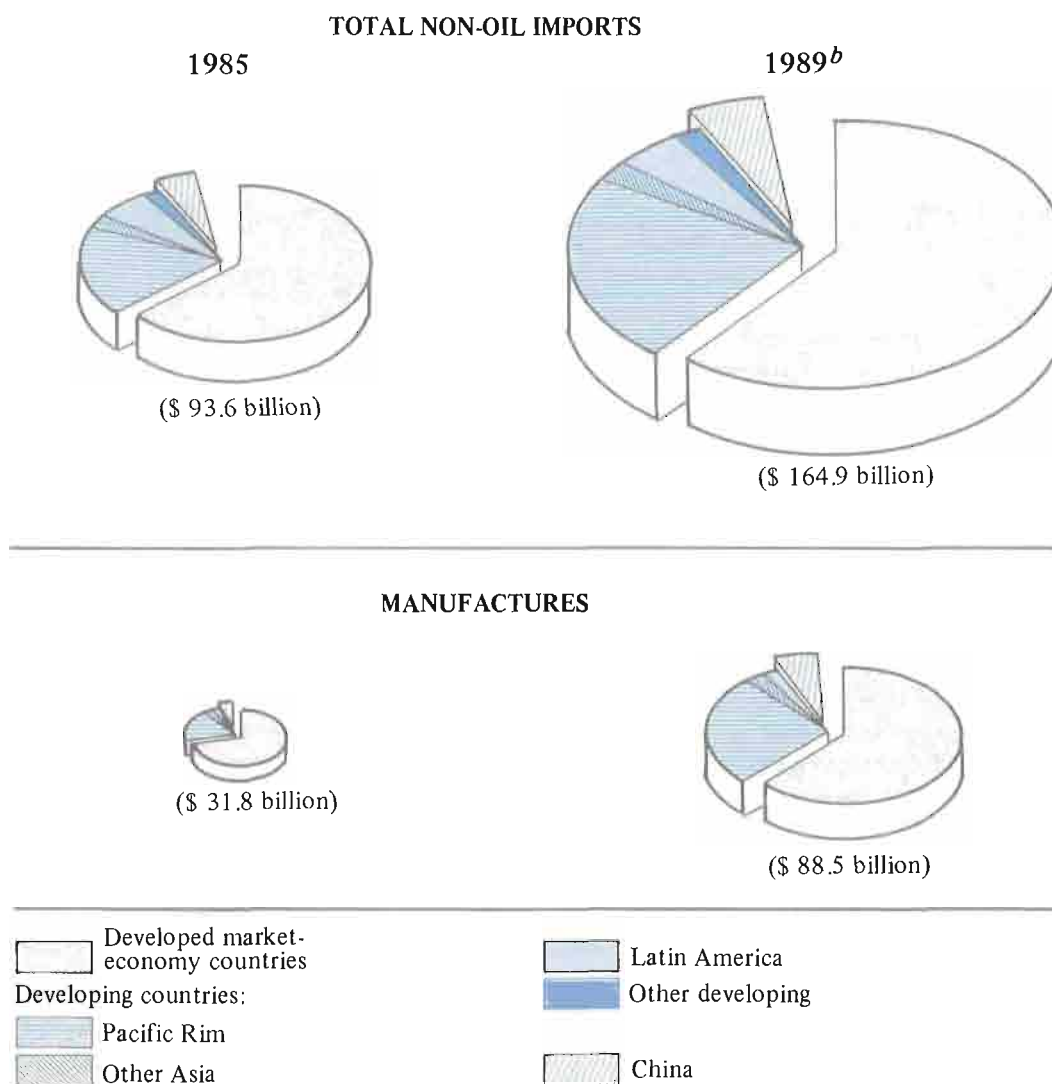 TOTAL NON-OIL IMPORTS
1985
1989b
($ 93.6 billion)
($ 164.9 billion)
MANUFACTURES
($ 31.8 billion)
($ 88.5 billion)
Developed market-
economy countries
Developing countries:
Pacific Rim
Other Asia
Latin America
Other developing
China